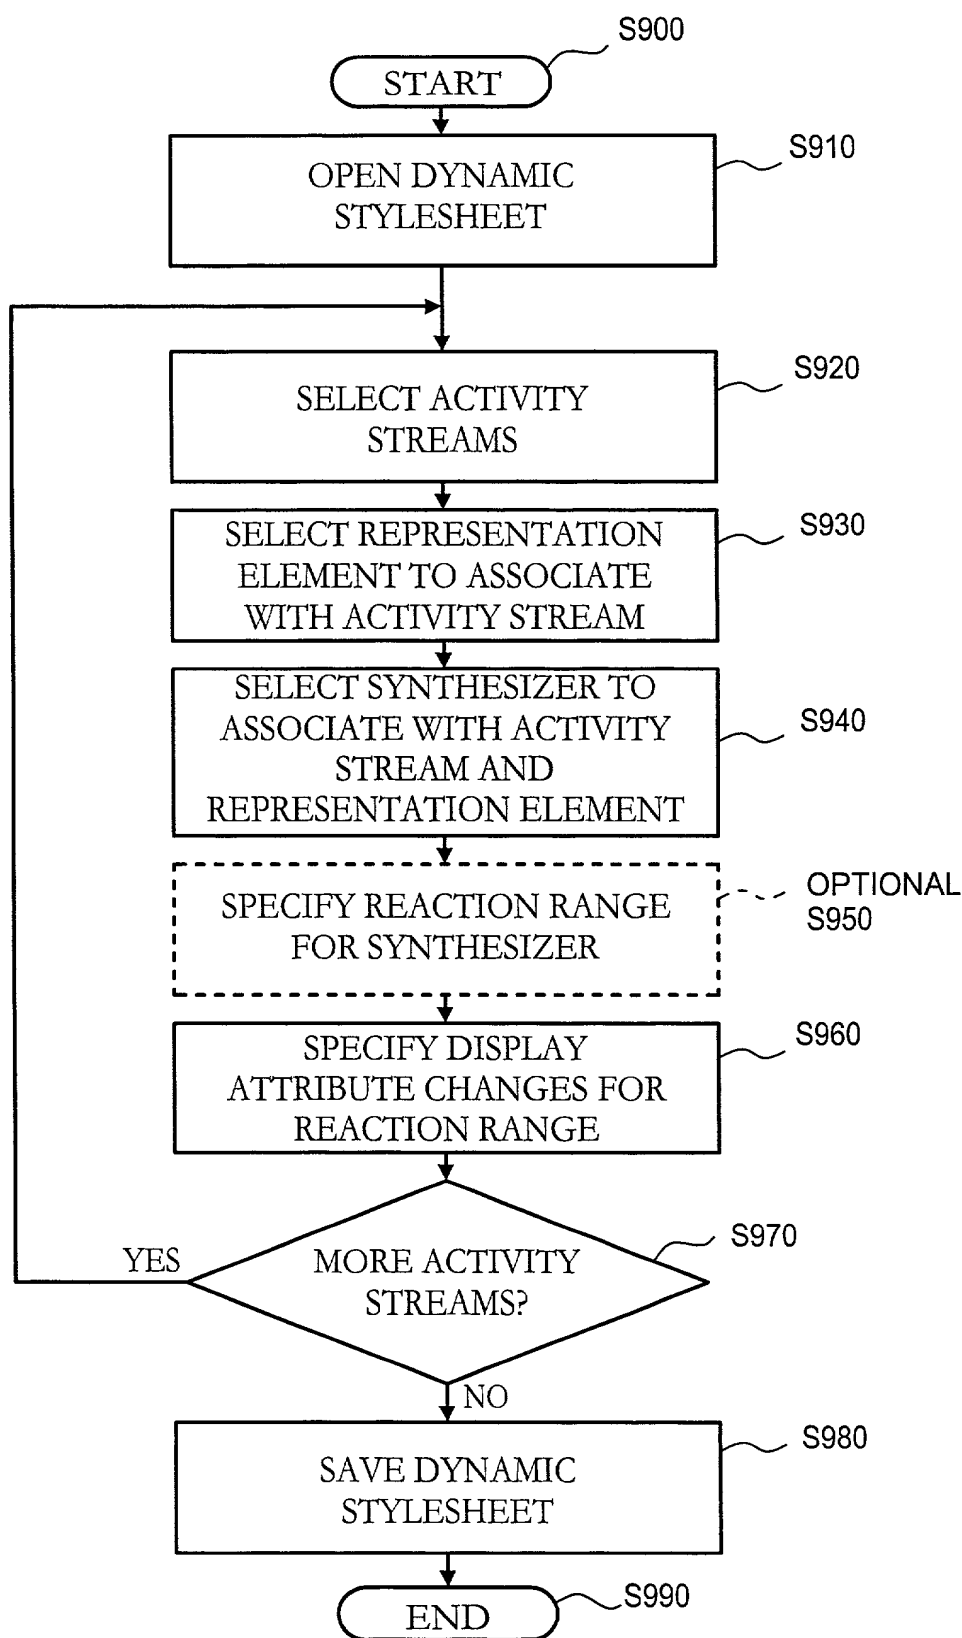 S900
START
S910
OPEN DYNAMIC
STYLESHEET
S920
SELECT ACTIVITY
STREAMS
S930
SELECT REPRESENTATION
ELEMENT TO ASSOCIATE
WITH ACTIVITY STREAM
SELECT SYNTHESIZER TO
ASSOCIATE WITH ACTIVITY
STREAM AND
REPRESENTATION ELEMENT
S940
SPECIFY REACTION RANGE
FOR SYNTHESIZER
OPTIONAL
S950
SPECIFY DISPLAY
ATTRIBUTE CHANGES FOR
REACTION RANGE
S960
MORE ACTIVITY
STREAMS?
S970
YES
NO
SAVE DYNAMIC
STYLESHEET
S980
END
S990